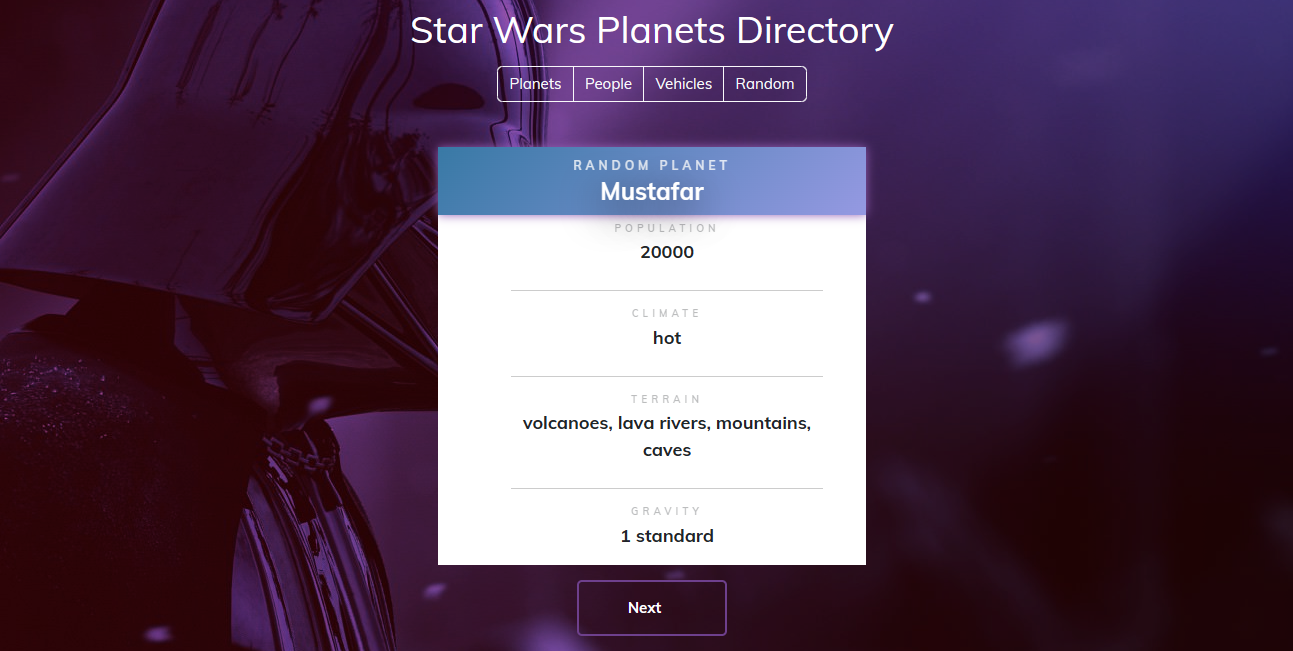 Star Wars Planets Directory
Planets People Vehicles Random
RANDOM PLANET
Mustafar
POPULATION
20000
CLIMATE
hot
TERRAIN
volcanoes, lava rivers, mountains,
caves
GRAVITY
1 standard
Next